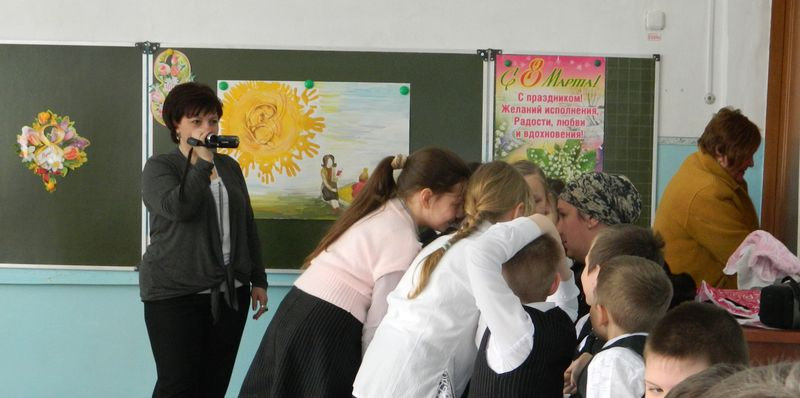 С 8 Марта!
С праздником!
Желаний исполнения,
Радости, любви
и вдохновения!